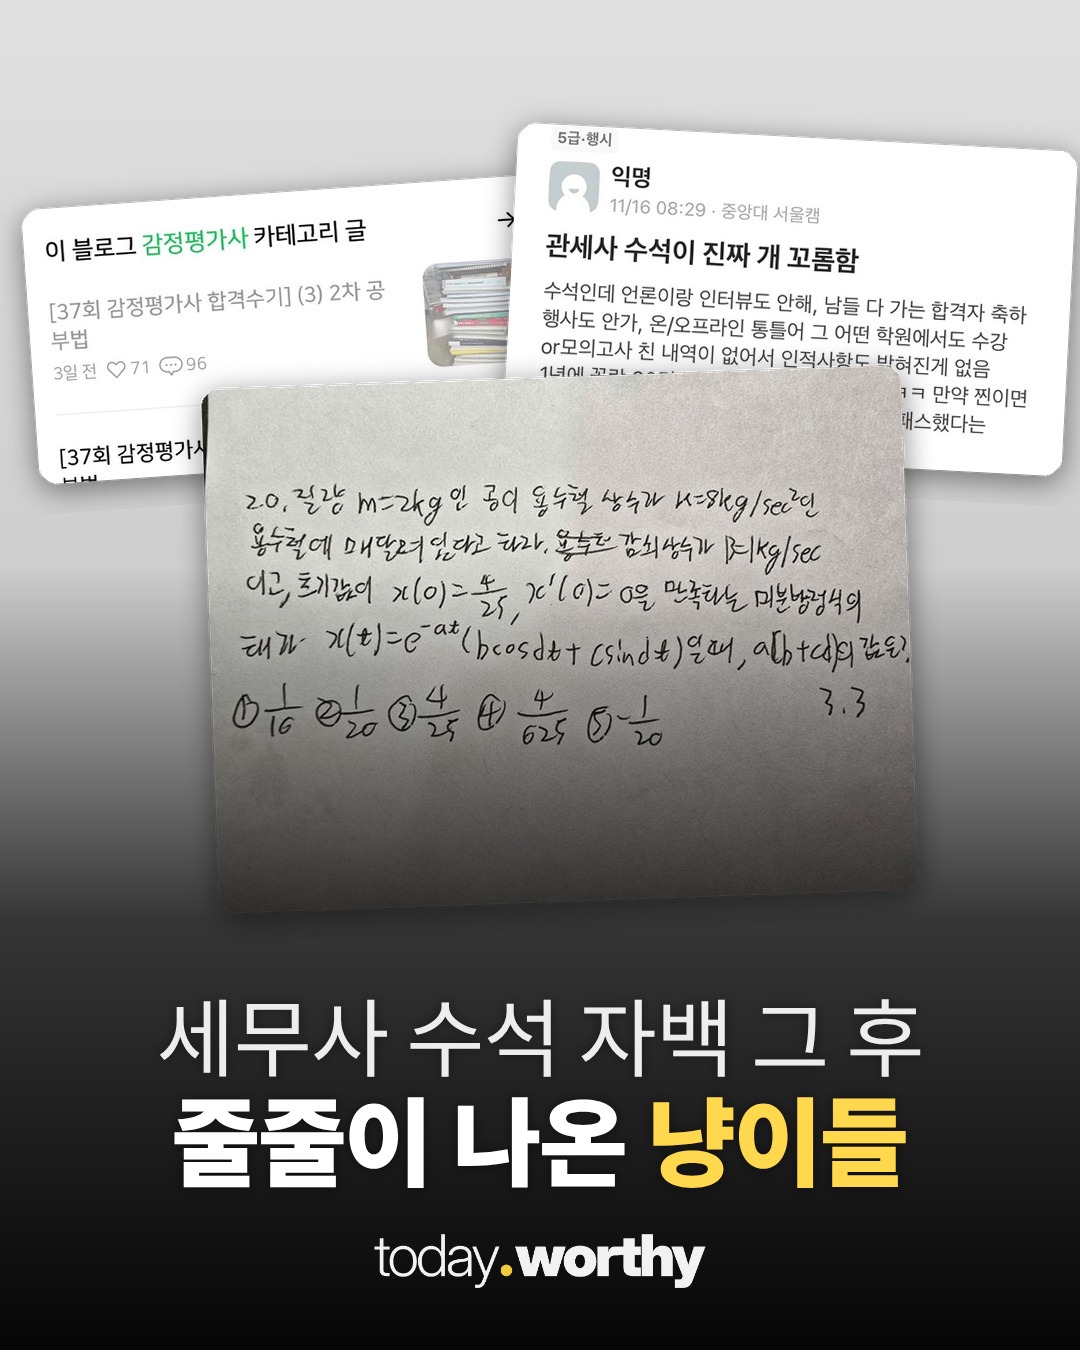 이 블로그 감정평가사 카테고리 글 →
[37회 감정평가사 합격수기] (3) 2차 공
부법
3일 전 71 96
[37회 감정평가사
5급·행시
익명
11/16 08:29 · 중앙대 서울캠
관세사 수석이 진짜 개 꼬롬함
수석인데 언론이랑 인터뷰도 안해, 남들 다 가는 합격자 축하
행사도 안가, 온/오프라인 통틀어 그 어떤 학원에서도 수강
or모의고사 친 내역이 없어서 인적사항도 밝혀진게 없음
ㅋㅋ 만약 찐이면
패스했다는
20. 질량 m=2kg인 공이 용수철 상수가 k=8kg/sec²인
용수철에 매달려 있다고 하자. 감쇠상수가 β=1kg/sec
이고, 초기값이 x(0)=4/25, x'(0)=0을 만족하는 미분방정식의
해가 x(t)=e^-at(bcosdt+csindt)일 때, a(b+cd)의 값은?
① 1/16 ② 1/20 ③ 4/25 ④ 4/625 ⑤ -1/20 3.3
세무사 수석 자백 그 후
줄줄이 나온 냥이들
today.worthy